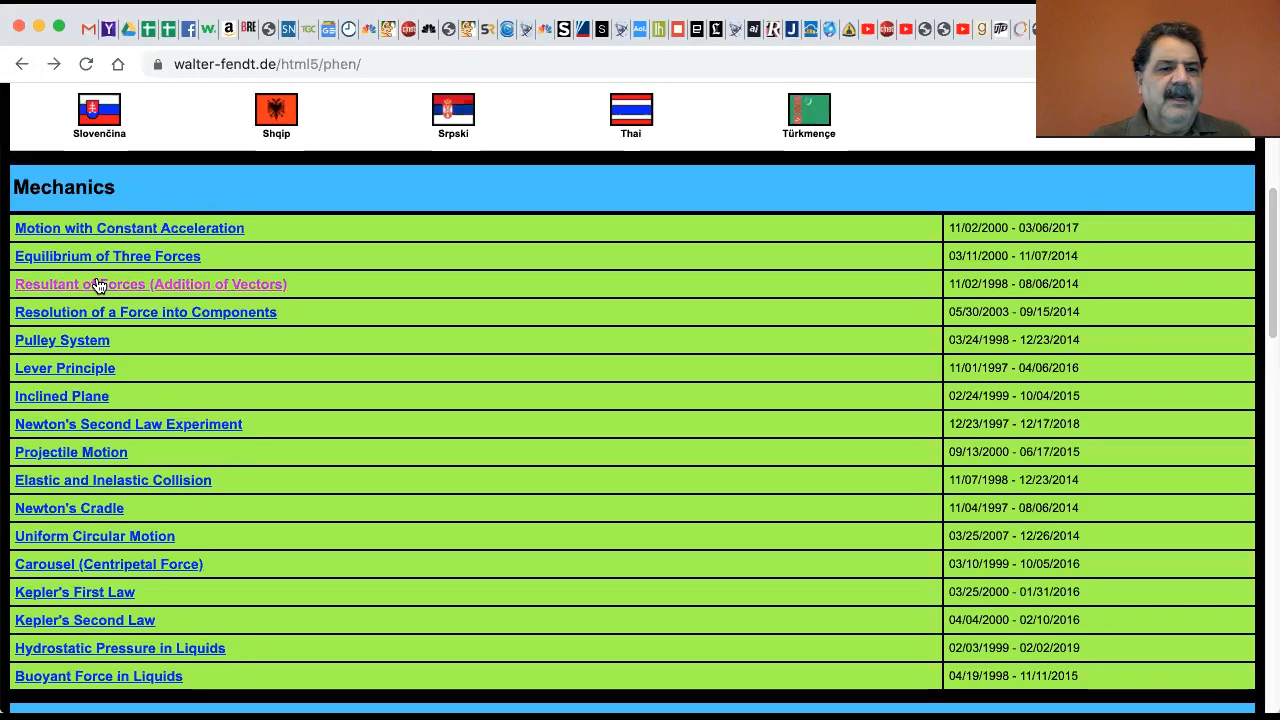 BRE
SN
TGC
Aol
walter-fendt.de/html5/phen/
Slovenčina Shqip Srpski Thai Türkmençe
Mechanics
Motion with Constant Acceleration 11/02/2000 - 03/06/2017
Equilibrium of Three Forces 03/11/2000 - 11/07/2014
Resultant of Forces (Addition of Vectors) 11/02/1998 - 08/06/2014
Resolution of a Force into Components 05/30/2003 - 09/15/2014
Pulley System 03/24/1998 - 12/23/2014
Lever Principle 11/01/1997 - 04/06/2016
Inclined Plane 02/24/1999 - 10/04/2015
Newton's Second Law Experiment 12/23/1997 - 12/17/2018
Projectile Motion 09/13/2000 - 06/17/2015
Elastic and Inelastic Collision 11/07/1998 - 12/23/2014
Newton's Cradle 11/04/1997 - 08/06/2014
Uniform Circular Motion 03/25/2007 - 12/26/2014
Carousel (Centripetal Force) 03/10/1999 - 10/05/2016
Kepler's First Law 03/25/2000 - 01/31/2016
Kepler's Second Law 04/04/2000 - 02/10/2016
Hydrostatic Pressure in Liquids 02/03/1999 - 02/02/2019
Buoyant Force in Liquids 04/19/1998 - 11/11/2015